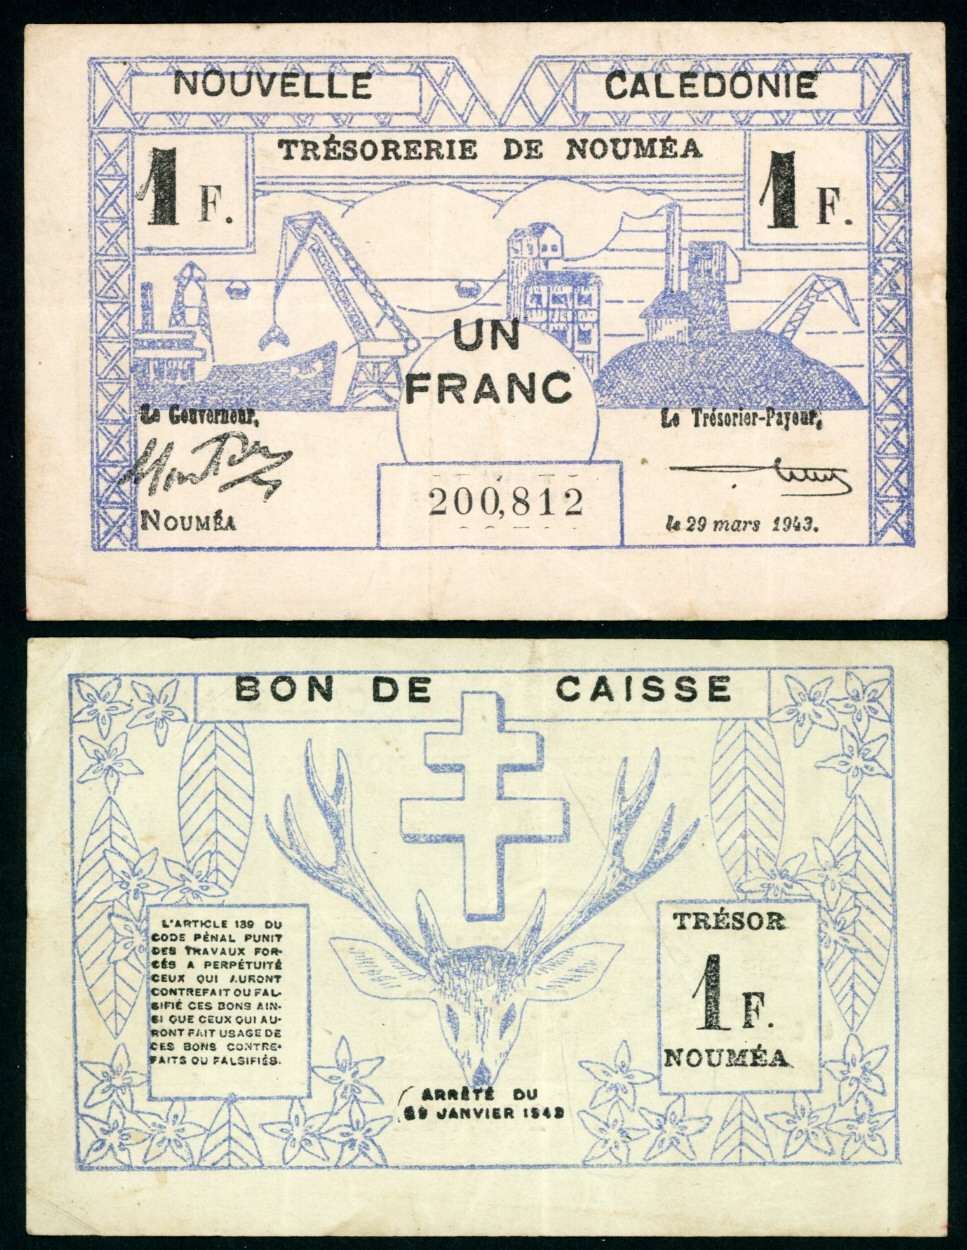 NOUVELLE CALEDONIE
TRÉSORERIE DE NOUMÉA
1 F. 1 F.
UN
FRANC
Le Gouverneur, Le Trésorier-Payeur,
NOUMÉA
200,812
le 29 mars 1943.
BON DE CAISSE
L'ARTICLE 139 DU
CODE PÉNAL PUNIT
DES TRAVAUX FOR-
CÉS A PERPÉTUITÉ
CEUX QUI AURONT
CONTREFAIT OU FAL-
SIFIÉ CES BONS AIN-
SI QUE CEUX QUI AU-
RONT FAIT USAGE DE
CES BONS CONTRE-
FAITS OU FALSIFIÉS.
TRÉSOR
1 F.
NOUMÉA
ARRÊTÉ DU
29 JANVIER 1943